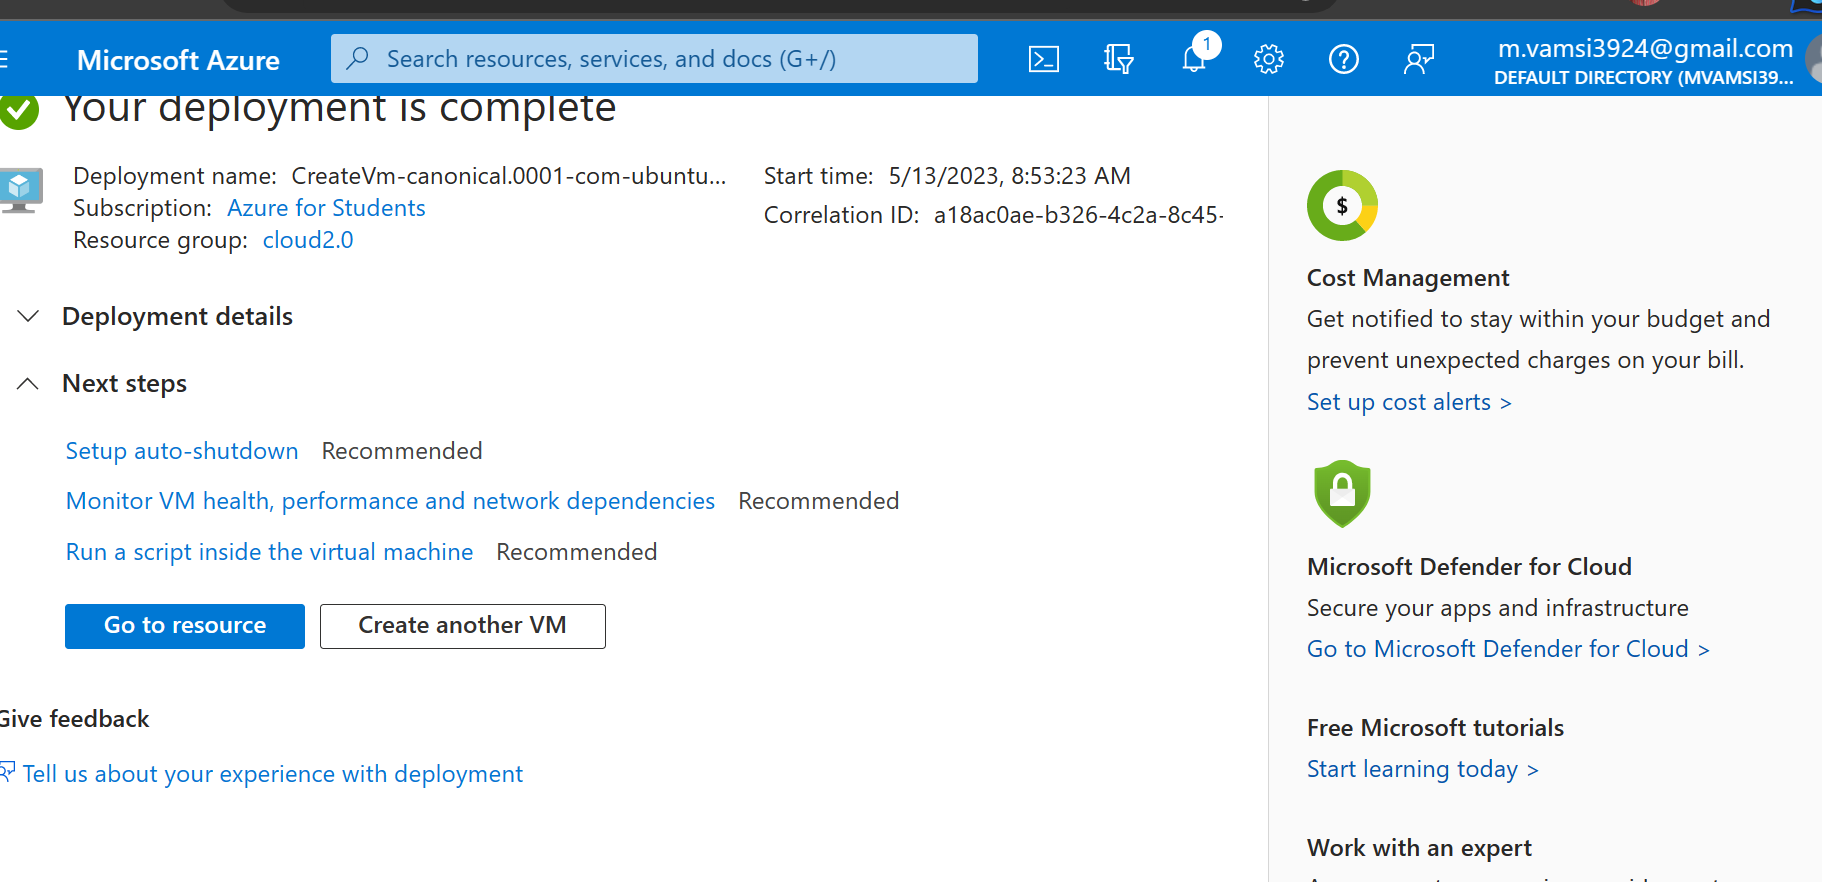 Microsoft Azure
Search resources, services, and docs (G+/)
1
m.vamsi3924@gmail.com
DEFAULT DIRECTORY (MVAMSI39...
Your deployment is complete
Deployment name: CreateVm-canonical.0001-com-ubuntu...
Subscription: Azure for Students
Resource group: cloud2.0
Start time: 5/13/2023, 8:53:23 AM
Correlation ID: a18ac0ae-b326-4c2a-8c45-
Deployment details
Next steps
Setup auto-shutdown Recommended
Monitor VM health, performance and network dependencies Recommended
Run a script inside the virtual machine Recommended
Go to resource
Create another VM
Give feedback
Tell us about your experience with deployment
$
Cost Management
Get notified to stay within your budget and
prevent unexpected charges on your bill.
Set up cost alerts >
Microsoft Defender for Cloud
Secure your apps and infrastructure
Go to Microsoft Defender for Cloud >
Free Microsoft tutorials
Start learning today >
Work with an expert